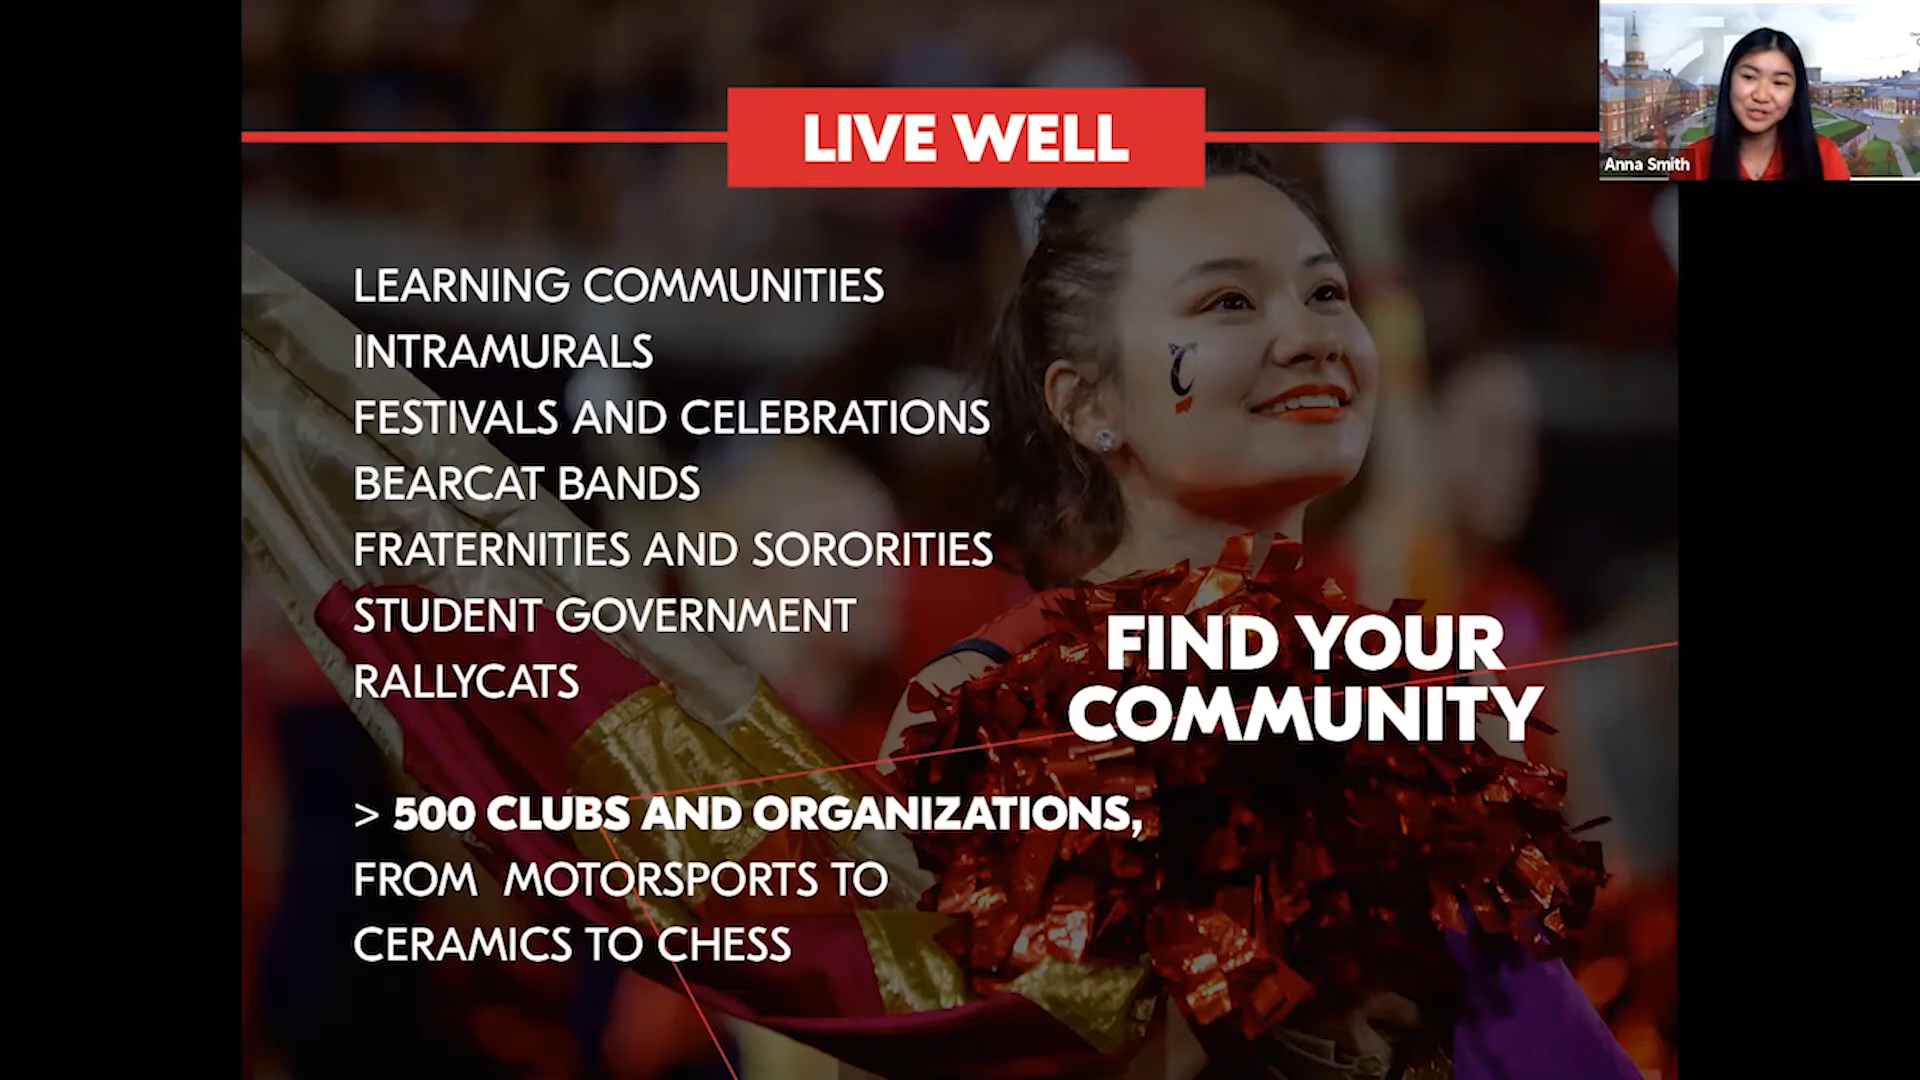 LIVE WELL
Anna Smith
LEARNING COMMUNITIES
INTRAMURALS
FESTIVALS AND CELEBRATIONS
BEARCAT BANDS
FRATERNITIES AND SORORITIES
STUDENT GOVERNMENT
RALLYCATS
FIND YOUR
COMMUNITY
> 500 CLUBS AND ORGANIZATIONS,
FROM MOTORSPORTS TO
CERAMICS TO CHESS